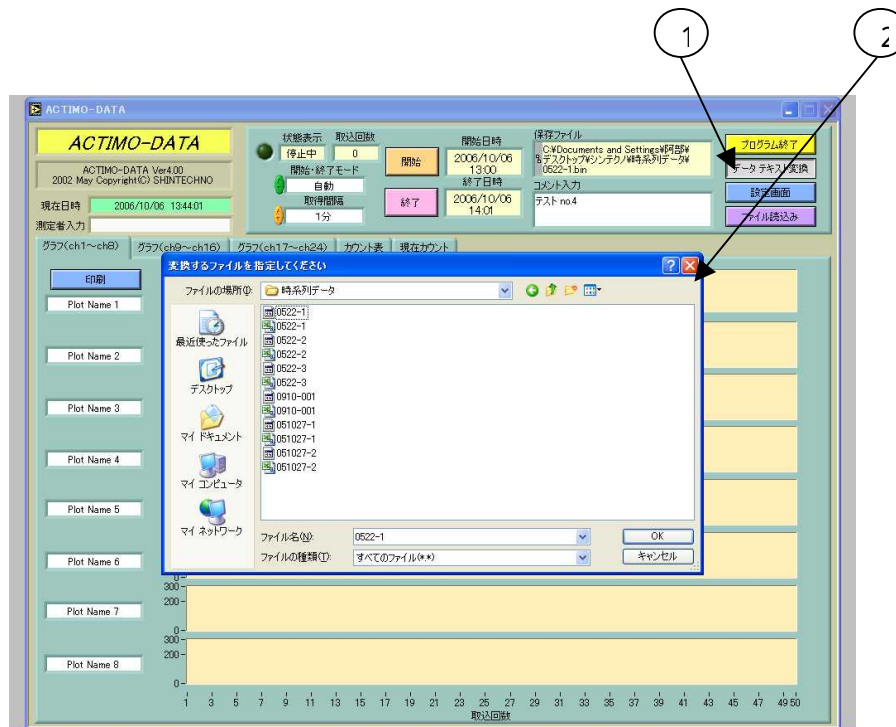 1
2
ACTIMO-DATA
ACTIMO-DATA
ACTIMO-DATA Ver4.00
2002 May Copyright(C) SHINTECHNO
現在日時 2006/10/06 13:44:01
測定者入力
状態表示 取込回数
停止中 0
開始・終了モード
自動
取得間隔
1分
開始
終了
開始日時
2006/10/06
13:00
終了日時
2006/10/06
14:01
保存ファイル
C:¥Documents and Settings¥阿部¥
デスクトップ¥シンテクノ¥時系列データ¥
0522-1.bin
コメント入力
テスト no.4
プログラム終了
データ テキスト変換
設定画面
ファイル読込み
グラフ(ch1～ch8) グラフ(ch9～ch16) グラフ(ch17～ch24) カウント表 現在カウント
印刷
Plot Name 1
Plot Name 2
Plot Name 3
Plot Name 4
Plot Name 5
Plot Name 6
Plot Name 7
Plot Name 8
変換するファイルを指定してください
ファイルの場所(I): 時系列データ
最近使ったファイル
デスクトップ
マイ ドキュメント
マイ コンピュータ
マイ ネットワーク
0522-1
0522-1
0522-2
0522-2
0522-3
0522-3
0910-001
0910-001
051027-1
051027-1
051027-2
051027-2
ファイル名(N): 0522-1 OK
ファイルの種類(T): すべてのファイル(*.*) キャンセル
0-
300-
200-
0-
300-
200-
0-
1 3 5 7 9 11 13 15 17 19 21 23 25 27 29 31 33 35 37 39 41 43 45 47 49 50
取込回数